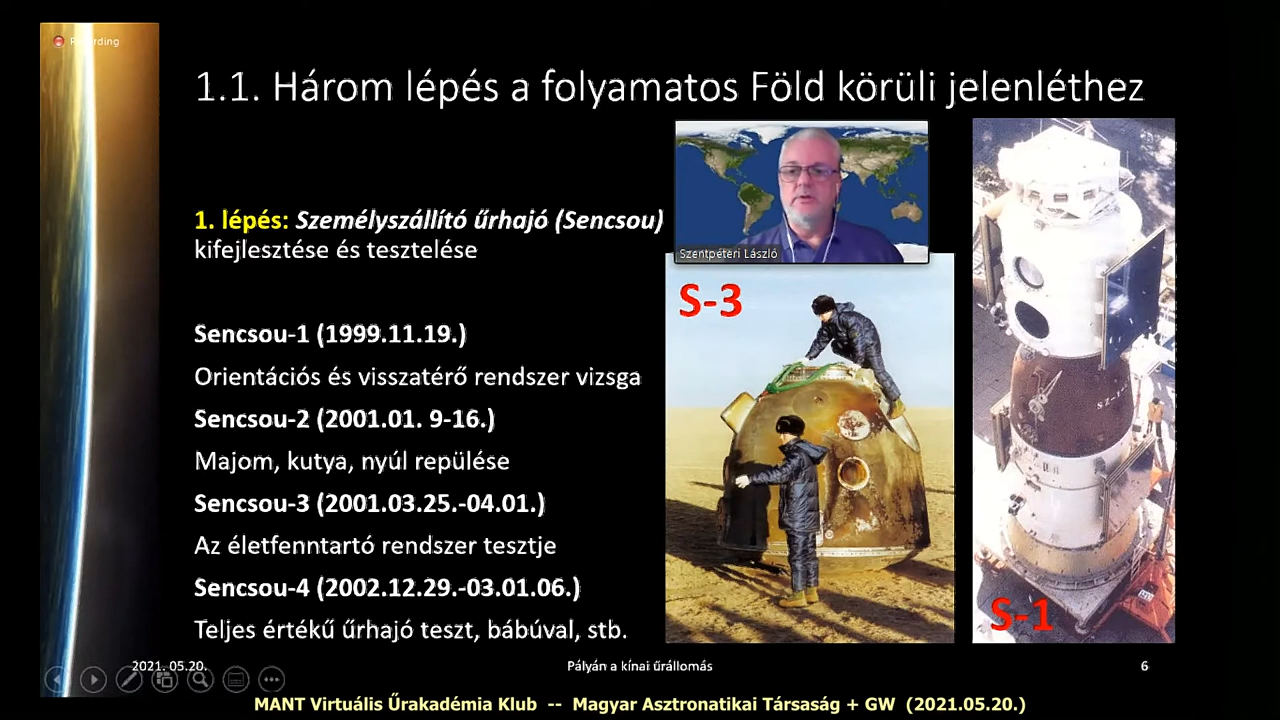 Recording
1.1. Három lépés a folyamatos Föld körüli jelenléthez
1. lépés: Személyszállító űrhajó (Sencsou)
kifejlesztése és tesztelése
Szentpéteri László
Sencsou-1 (1999.11.19.)
Orientációs és visszatérő rendszer vizsga
Sencsou-2 (2001.01. 9-16.)
Majom, kutya, nyúl repülése
Sencsou-3 (2001.03.25.-04.01.)
Az életfenntartó rendszer tesztje
Sencsou-4 (2002.12.29.-03.01.06.)
Teljes értékű űrhajó teszt, bábúval, stb.
S-3
S-1
2021. 05.20.
Pályán a kínai űrállomás
6
MANT Virtuális Űrakadémia Klub -- Magyar Asztronatikai Társaság + GW (2021.05.20.)